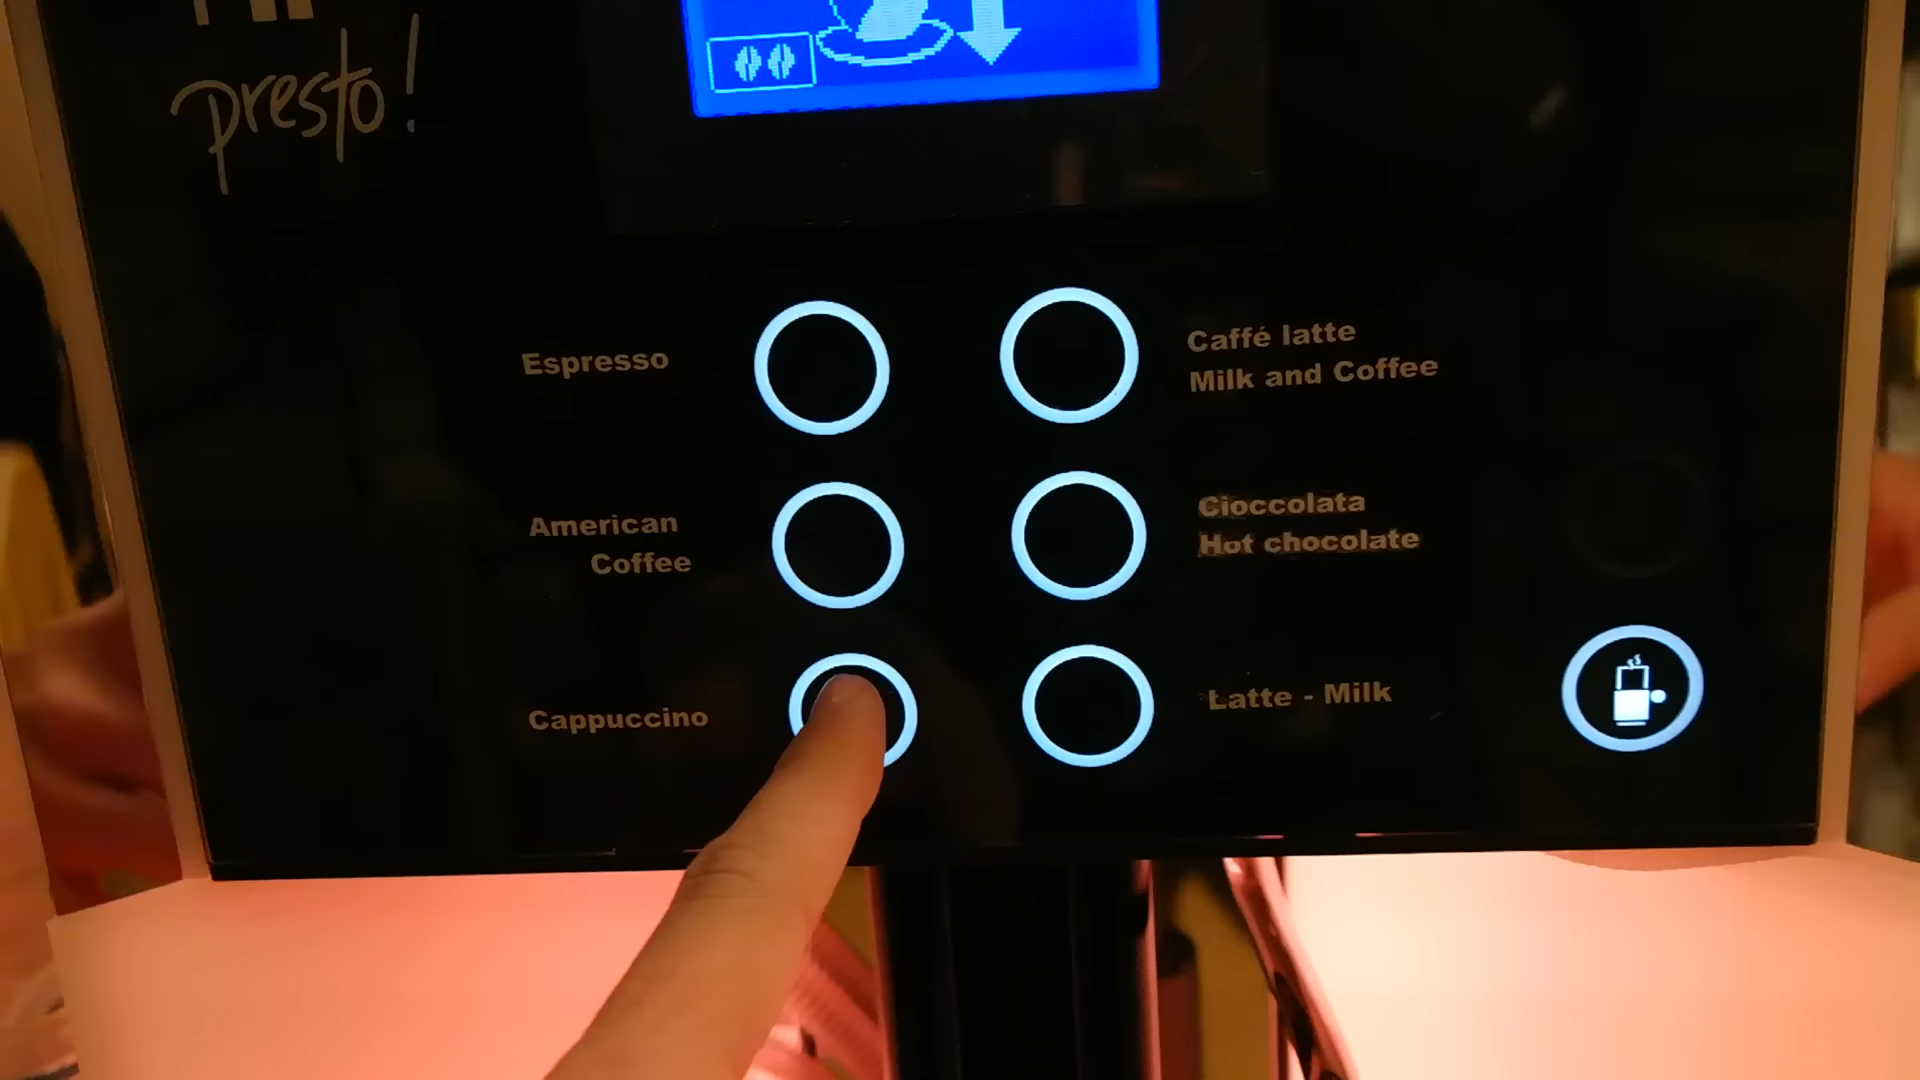 presto!
Espresso
Caffé latte
Milk and Coffee
American
Coffee
Cioccolata
Hot chocolate
Cappuccino
Latte - Milk